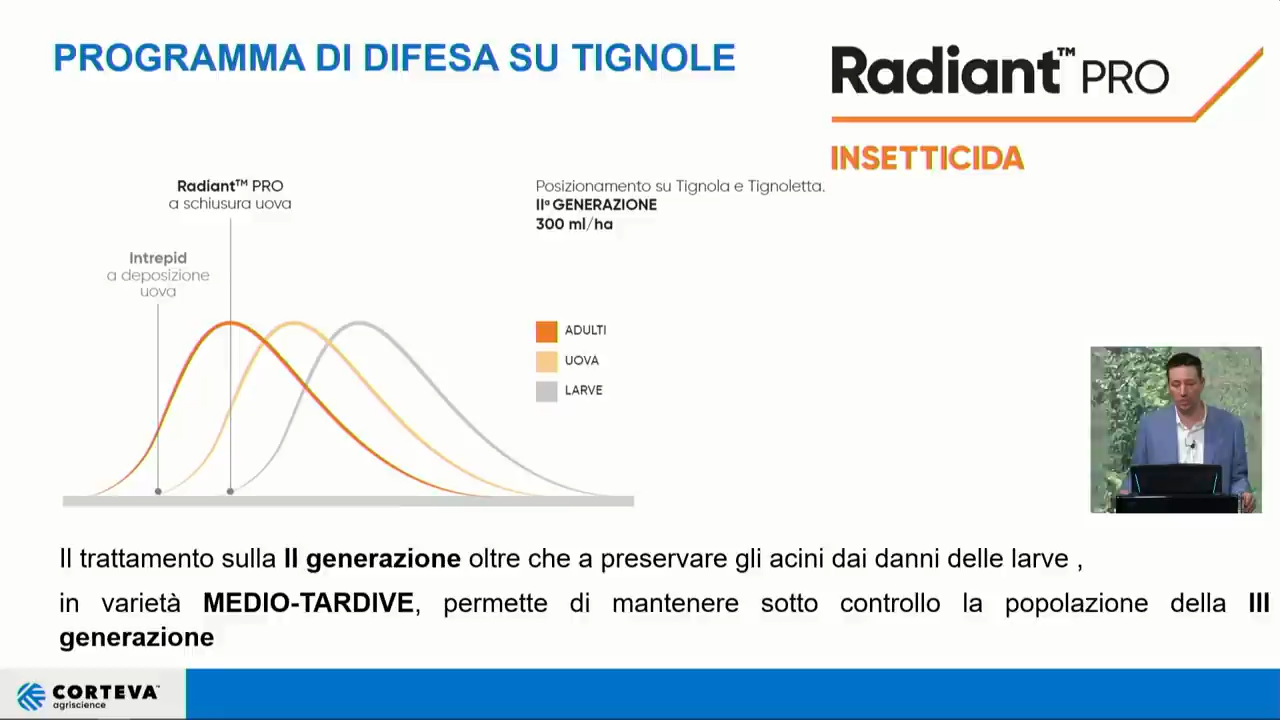 PROGRAMMA DI DIFESA SU TIGNOLE
Radiant™ PRO
INSETTICIDA
Radiant™ PRO
a schiusura uova
Posizionamento su Tignola e Tignoletta.
IIª GENERAZIONE
300 ml/ha
Intrepid
a deposizione
uova
ADULTI
UOVA
LARVE
Il trattamento sulla II generazione oltre che a preservare gli acini dai danni delle larve ,
in varietà MEDIO-TARDIVE, permette di mantenere sotto controllo la popolazione della III
generazione
CORTEVA™
agriscience